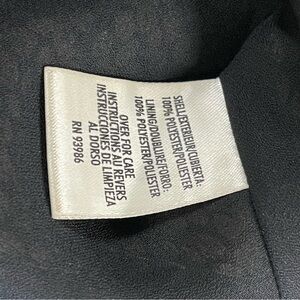 SHELL/EXTERIEUR/CUBIERTA:
100% POLYESTER/POLIESTER
LINING/DOUBLURE/FORRO:
100% POLYESTER/POLIESTER
OVER FOR CARE
INSTRUCTIONS AU REVERS
INSTRUCCIONES DE LIMPIEZA
AL DORSO
RN 93986